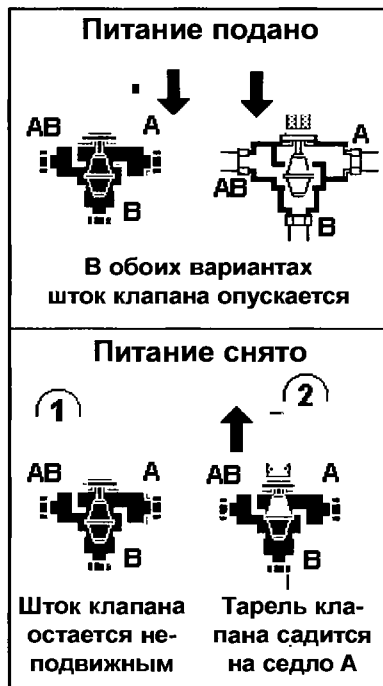 Питание подано
AB A A
AB
B B
В обоих вариантах
шток клапана опускается
Питание снято
1 2
AB A AB A
B B
Шток клапана Тарель кла-
остается не- пана садится
подвижным на седло А